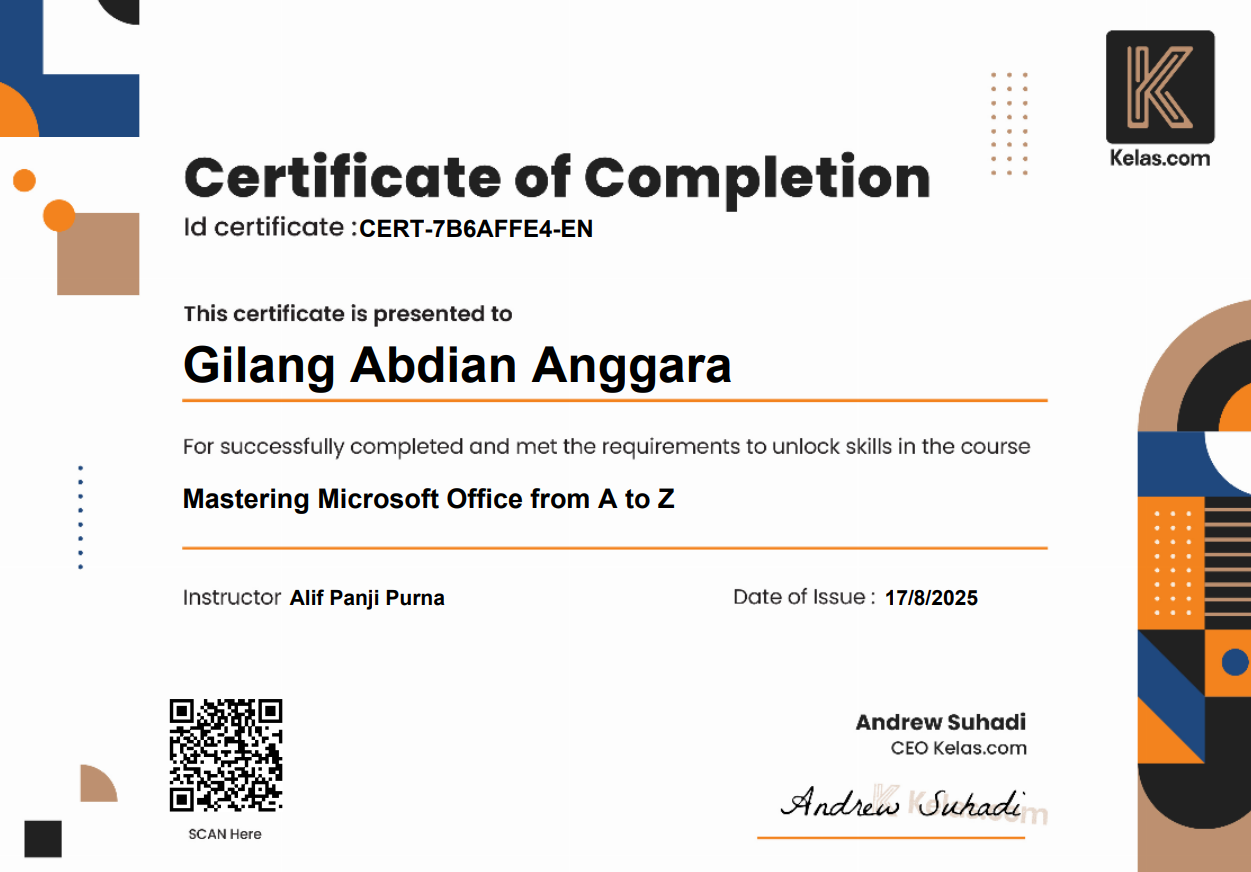 Kelas.com
Certificate of Completion
Id certificate :CERT-7B6AFFE4-EN
This certificate is presented to
Gilang Abdian Anggara
For successfully completed and met the requirements to unlock skills in the course
Mastering Microsoft Office from A to Z
Instructor Alif Panji Purna
Date of Issue : 17/8/2025
Andrew Suhadi
CEO Kelas.com
Andrew Suhadi
Kelas.com
SCAN Here